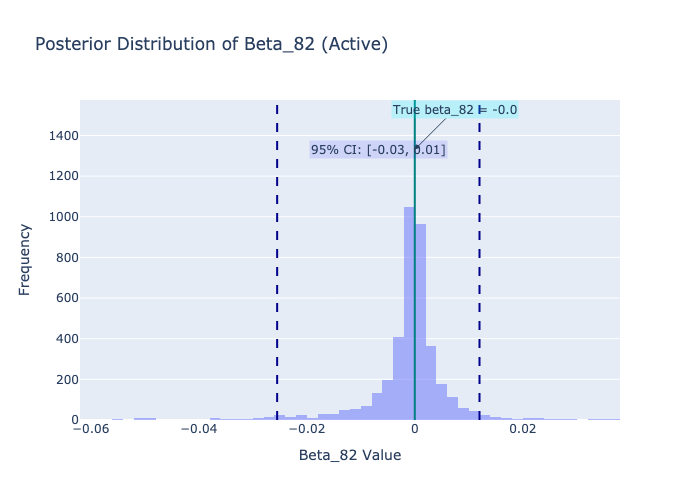 Posterior Distribution of Beta_82 (Active)
True beta_82 = -0.0
95% CI: [-0.03, 0.01]
1400
1200
1000
800
600
400
200
0
Frequency
−0.06 −0.04 −0.02 0 0.02
Beta_82 Value